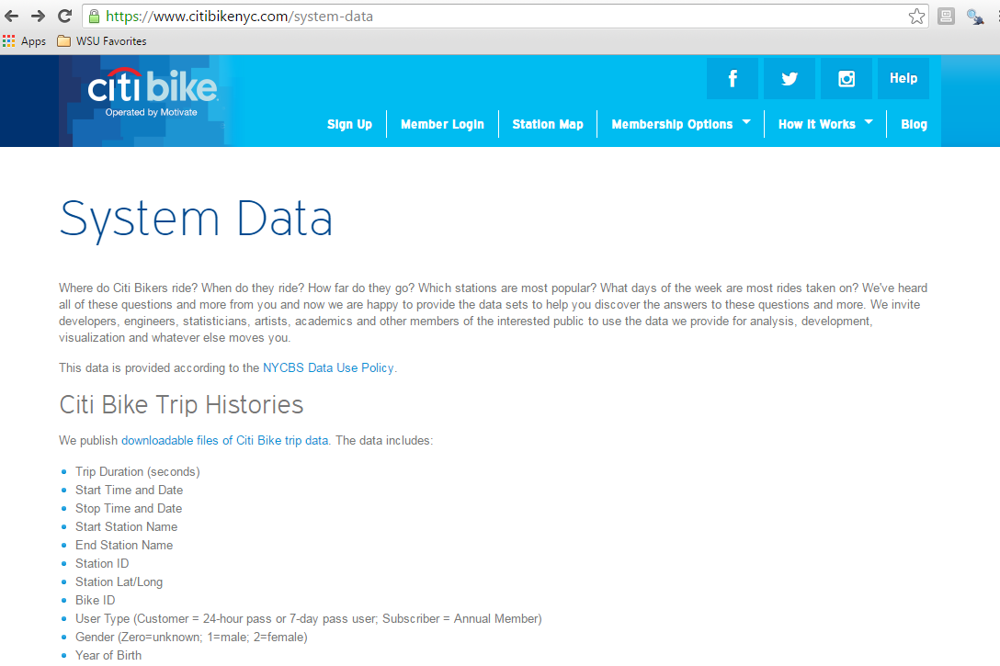 https://www.citibikenyc.com/system-data
Apps WSU Favorites
citi bike
Operated by Motivate
Help
Sign Up Member Login Station Map Membership Options How it Works Blog
System Data
Where do Citi Bikers ride? When do they ride? How far do they go? Which stations are most popular? What days of the week are most rides taken on? We've heard
all of these questions and more from you and now we are happy to provide the data sets to help you discover the answers to these questions and more. We invite
developers, engineers, statisticians, artists, academics and other members of the interested public to use the data we provide for analysis, development,
visualization and whatever else moves you.
This data is provided according to the NYCBS Data Use Policy.
Citi Bike Trip Histories
We publish downloadable files of Citi Bike trip data. The data includes:
Trip Duration (seconds)
Start Time and Date
Stop Time and Date
Start Station Name
End Station Name
Station ID
Station Lat/Long
Bike ID
User Type (Customer = 24-hour pass or 7-day pass user; Subscriber = Annual Member)
Gender (Zero=unknown; 1=male; 2=female)
Year of Birth